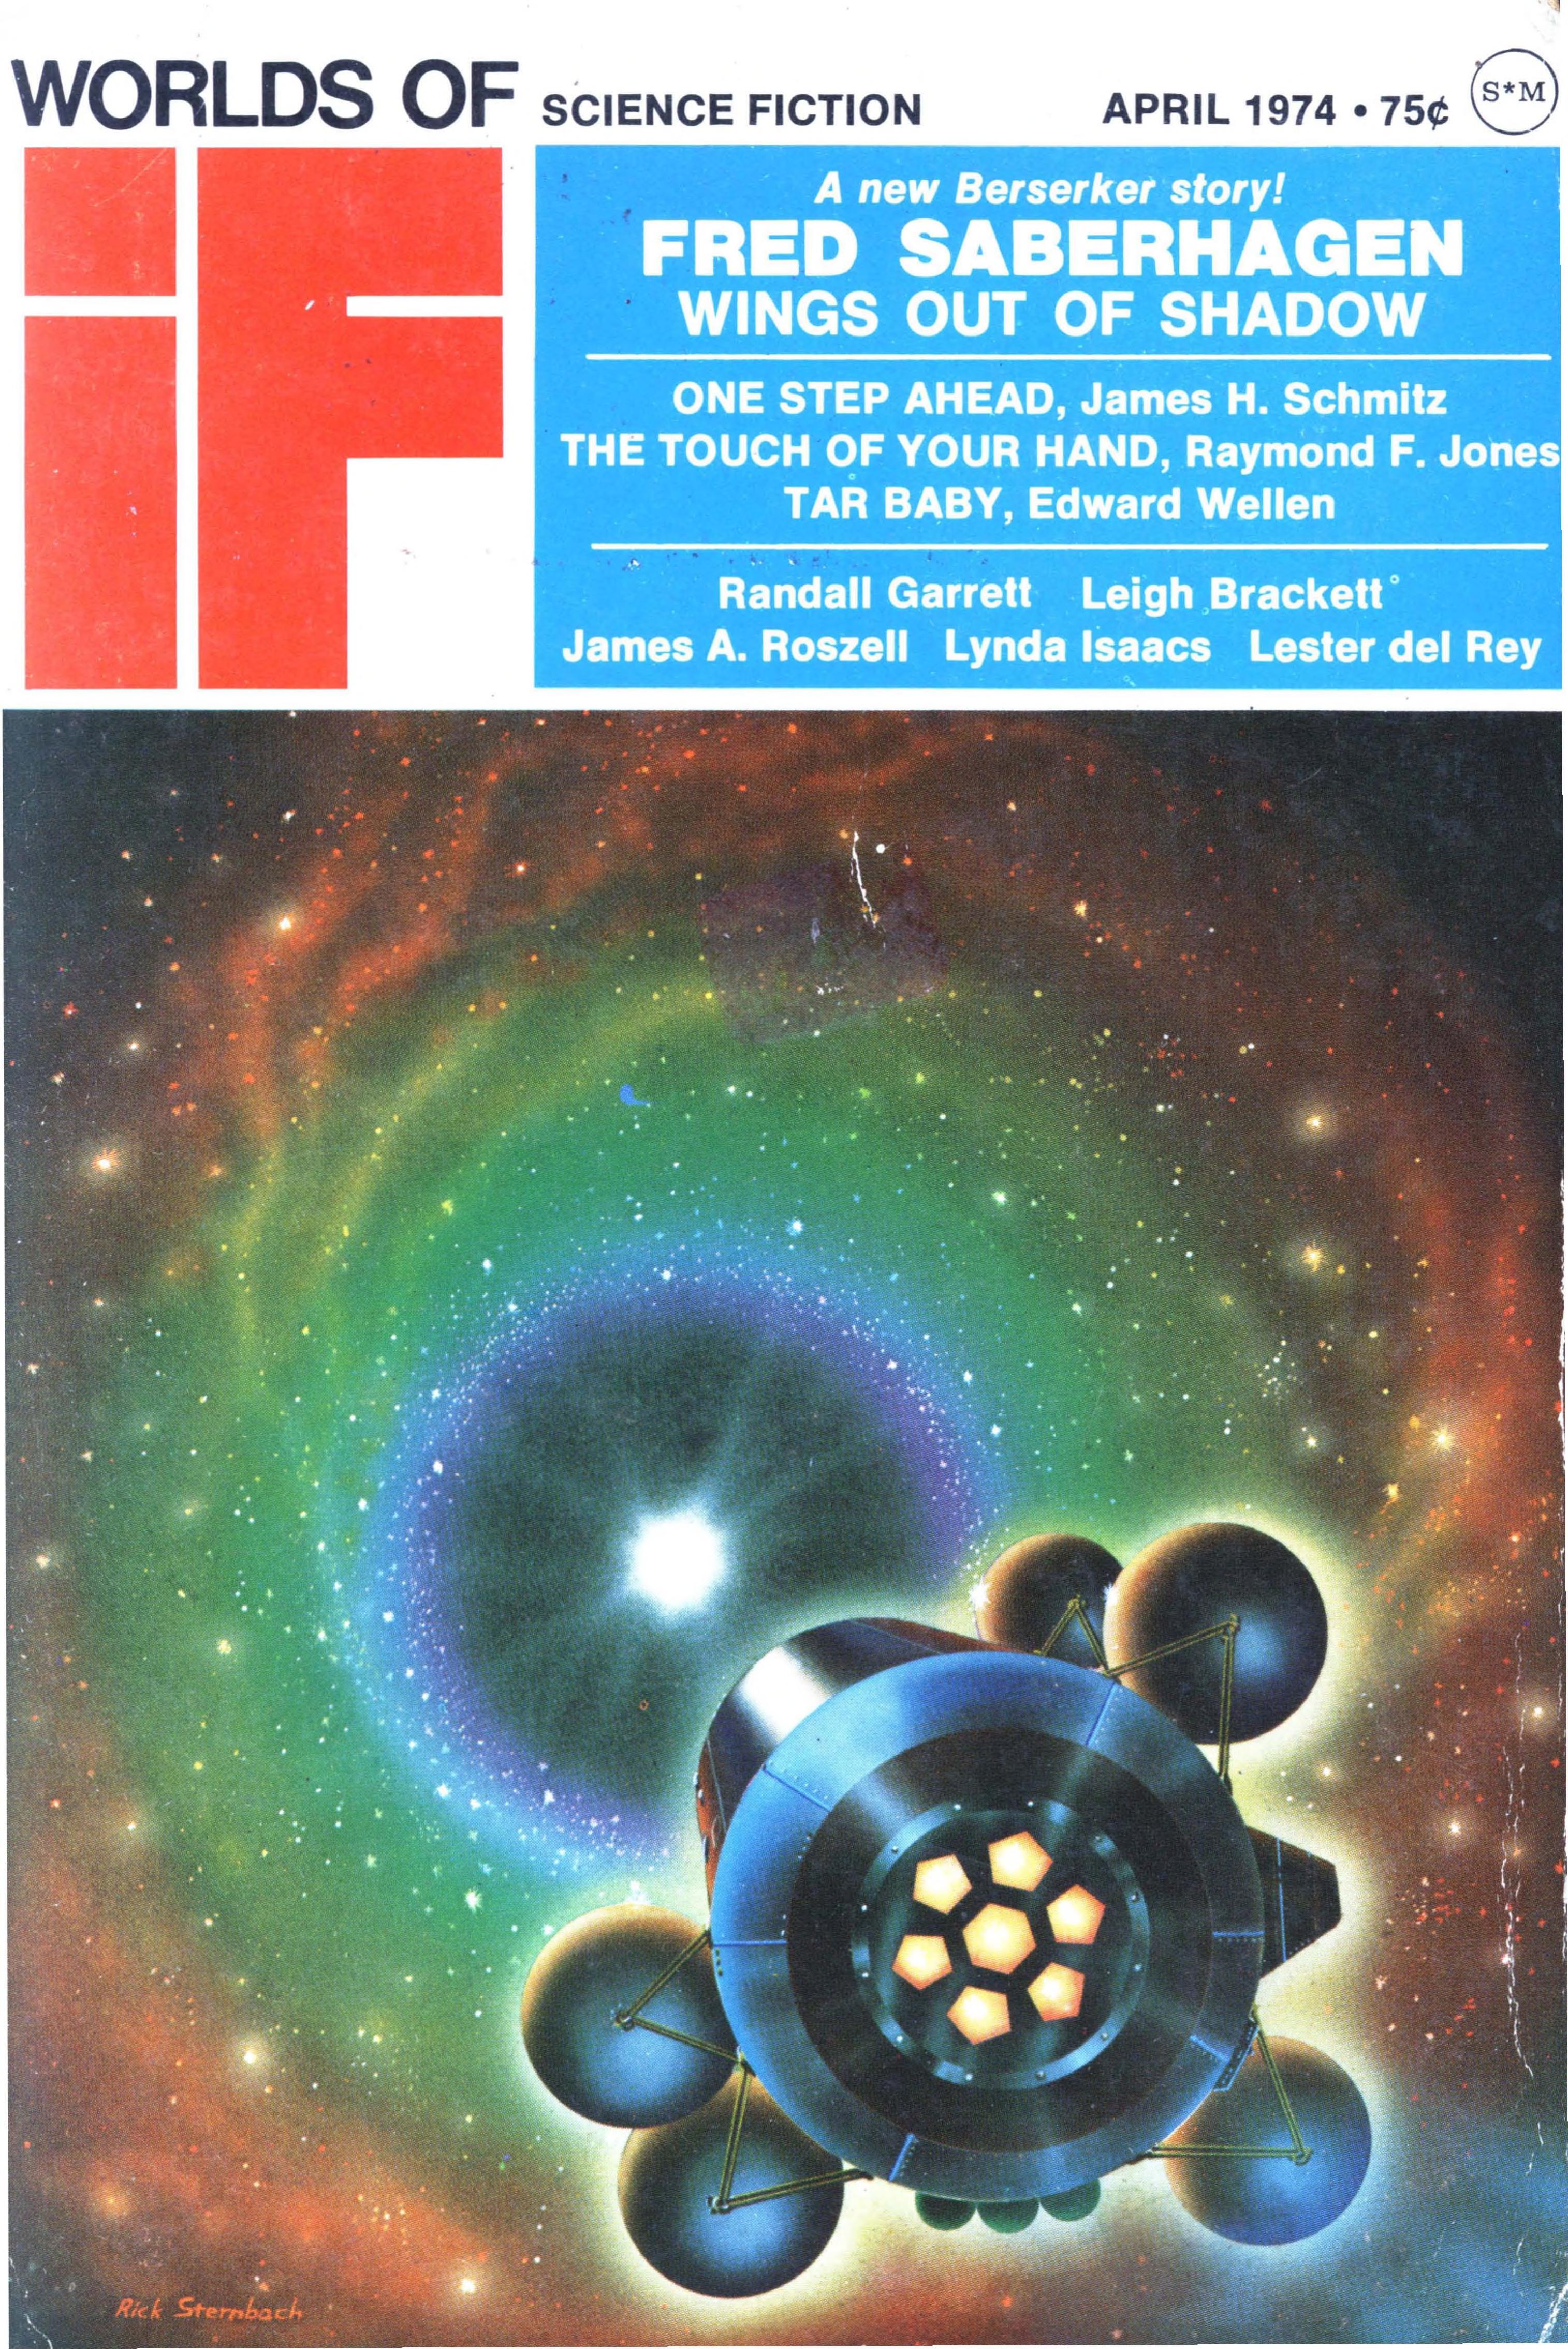 WORLDS OF SCIENCE FICTION APRIL 1974 • 75¢ S*M
iF
A new Berserker story!
FRED SABERHAGEN
WINGS OUT OF SHADOW
ONE STEP AHEAD, James H. Schmitz
THE TOUCH OF YOUR HAND, Raymond F. Jones
TAR BABY, Edward Wellen
Randall Garrett Leigh Brackett
James A. Roszell Lynda Isaacs Lester del Rey
Rick Sternbach